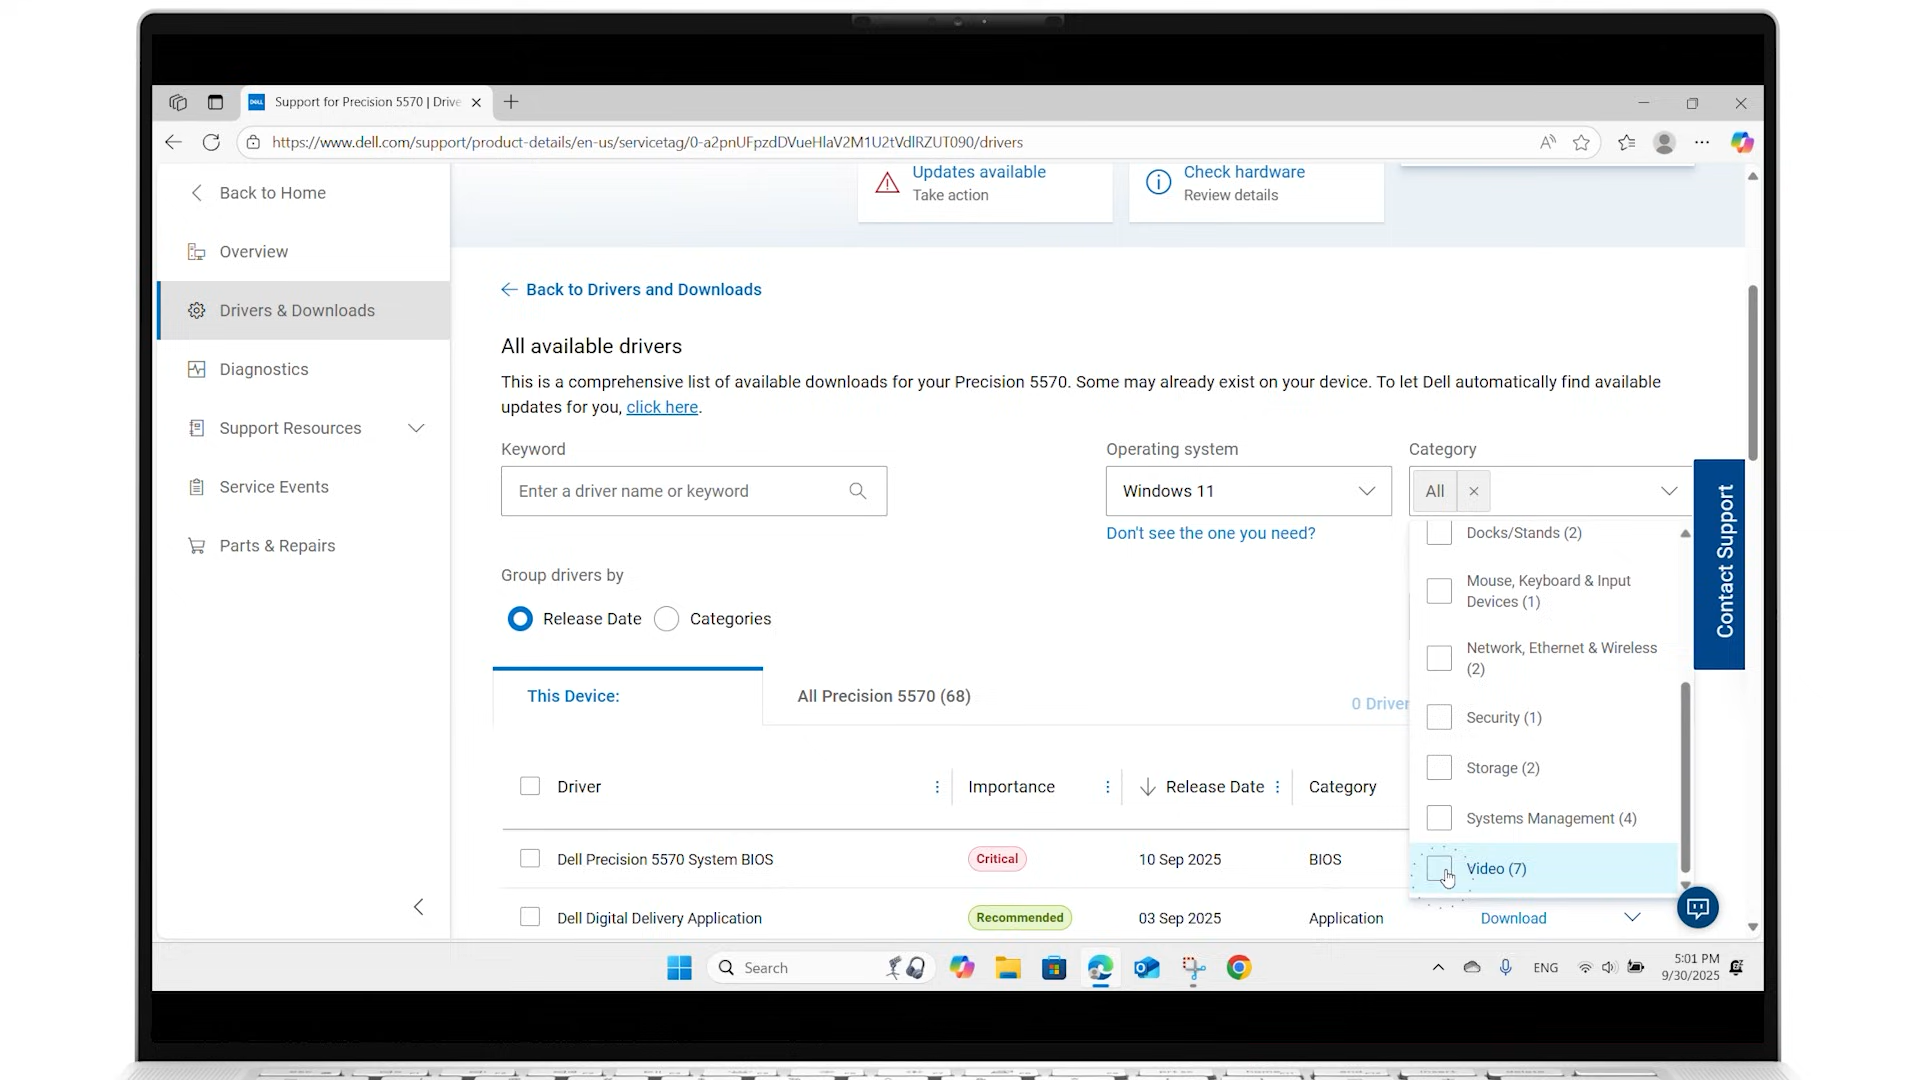 Support for Precision 5570 | Drive
https://www.dell.com/support/product-details/en-us/servicetag/0-a2pnUFpzdDVueHlaV2M1U2tVdlRZUT090/drivers
Back to Home
Overview
Drivers & Downloads
Diagnostics
Support Resources
Service Events
Parts & Repairs
Updates available
Take action
Check hardware
Review details
Back to Drivers and Downloads
All available drivers
This is a comprehensive list of available downloads for your Precision 5570. Some may already exist on your device. To let Dell automatically find available
updates for you, click here.
Keyword
Enter a driver name or keyword
Operating system
Windows 11
Don't see the one you need?
Category
All
Docks/Stands (2)
Mouse, Keyboard & Input
Devices (1)
Network, Ethernet & Wireless
(2)
Security (1)
Storage (2)
Systems Management (4)
Video (7)
Contact Support
Group drivers by
Release Date
Categories
This Device:
All Precision 5570 (68)
0 Driver
Driver
Importance
Release Date
Category
Dell Precision 5570 System BIOS
Critical
10 Sep 2025
BIOS
Dell Digital Delivery Application
Recommended
03 Sep 2025
Application
Download
Search
ENG
5:01 PM
9/30/2025